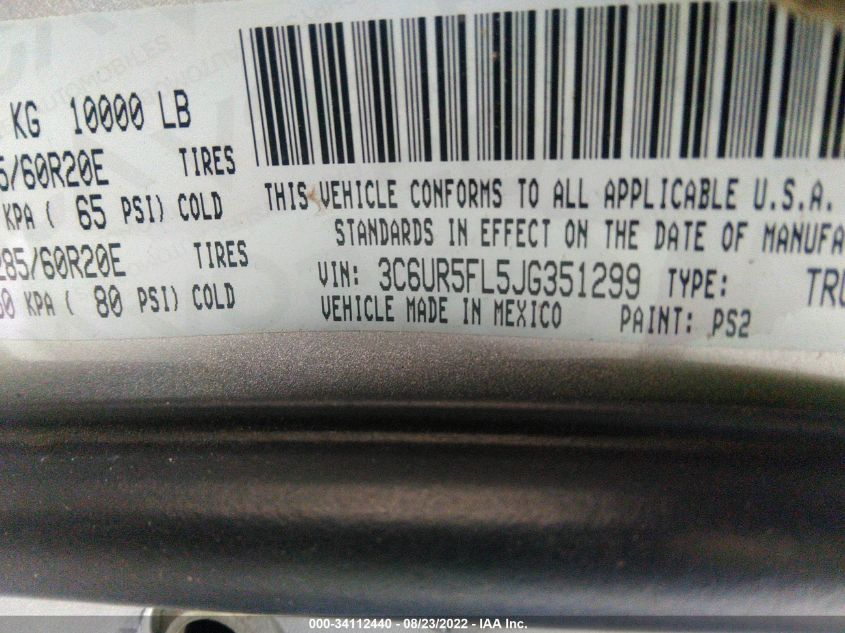 KG 10000 LB
5/60R20E TIRES
KPA ( 65 PSI) COLD
285/60R20E TIRES
50 KPA ( 80 PSI) COLD
THIS VEHICLE CONFORMS TO ALL APPLICABLE U.S.A.
STANDARDS IN EFFECT ON THE DATE OF MANUFA
VIN: 3C6UR5FL5JG351299 TYPE: TRU
VEHICLE MADE IN MEXICO PAINT: PS2
000-34112440 - 08/23/2022 - IAA Inc.